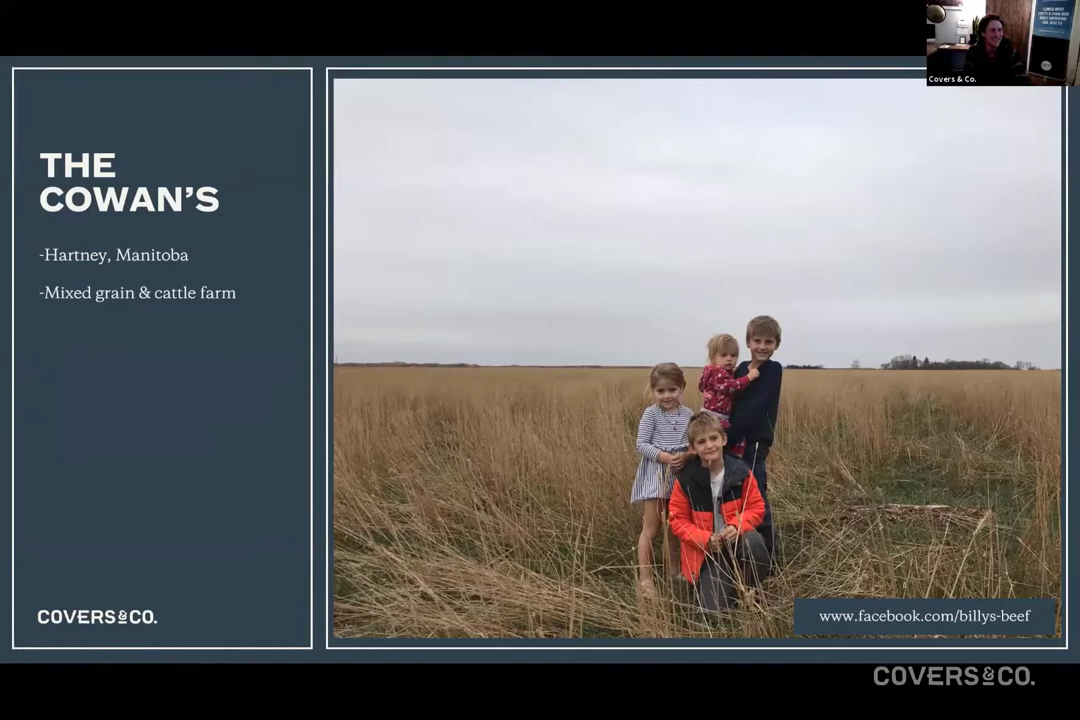 THE
COWAN'S
-Hartney, Manitoba
-Mixed grain & cattle farm
COVERS&CO.
www.facebook.com/billys-beef
COVERS&CO.
Covers & Co.